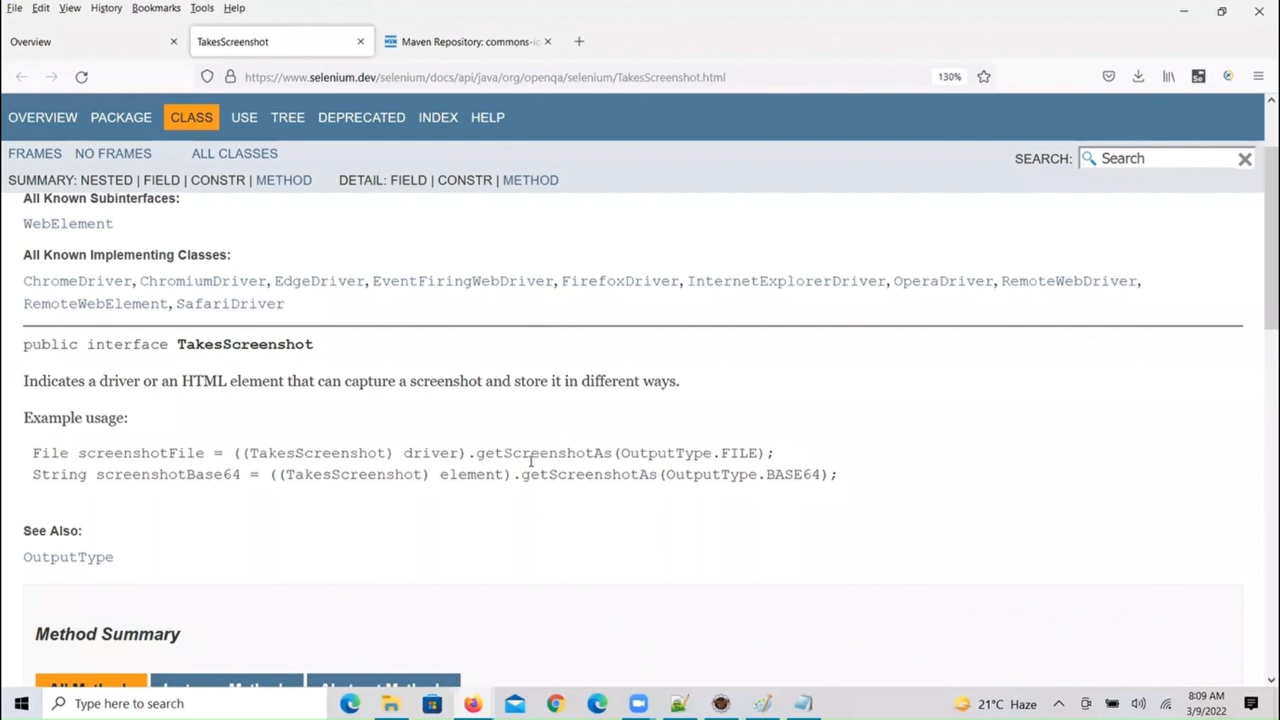 File Edit View History Bookmarks Tools Help
Overview
TakesScreenshot
Maven Repository: commons-io
https://www.selenium.dev/selenium/docs/api/java/org/openqa/selenium/TakesScreenshot.html
130%
OVERVIEW PACKAGE CLASS USE TREE DEPRECATED INDEX HELP
FRAMES NO FRAMES ALL CLASSES
SEARCH: Search
SUMMARY: NESTED | FIELD | CONSTR | METHOD DETAIL: FIELD | CONSTR | METHOD
All Known Subinterfaces:
WebElement
All Known Implementing Classes:
ChromeDriver, ChromiumDriver, EdgeDriver, EventFiringWebDriver, FirefoxDriver, InternetExplorerDriver, OperaDriver, RemoteWebDriver,
RemoteWebElement, SafariDriver
public interface TakesScreenshot
Indicates a driver or an HTML element that can capture a screenshot and store it in different ways.
Example usage:
File screenshotFile = ((TakesScreenshot) driver).getScreenshotAs(OutputType.FILE);
String screenshotBase64 = ((TakesScreenshot) element).getScreenshotAs(OutputType.BASE64);
See Also:
OutputType
Method Summary
Type here to search
21°C Haze
8:09 AM
3/9/2022